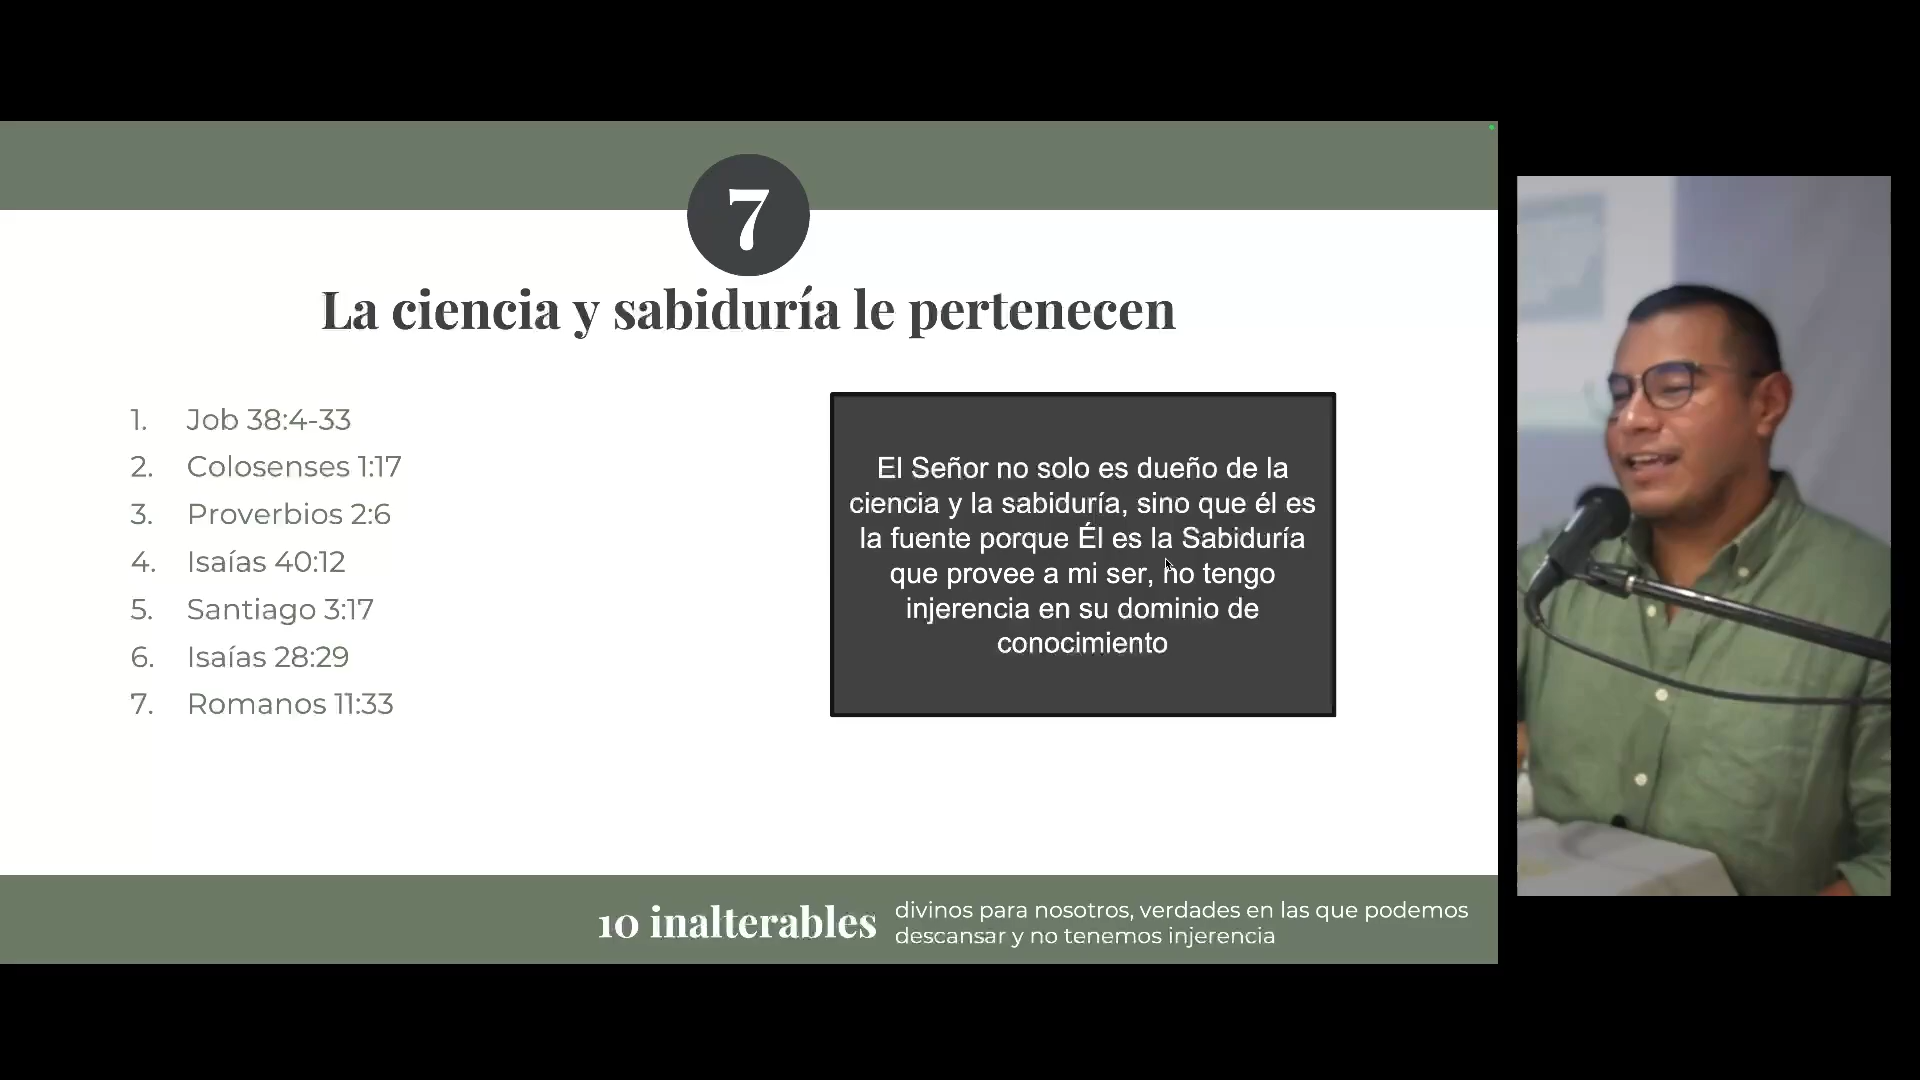 7
La ciencia y sabiduría le pertenecen
1. Job 38:4-33
2. Colosenses 1:17
3. Proverbios 2:6
4. Isaías 40:12
5. Santiago 3:17
6. Isaías 28:29
7. Romanos 11:33
El Señor no solo es dueño de la
ciencia y la sabiduría, sino que él es
la fuente porque Él es la Sabiduría
que provee a mi ser, no tengo
injerencia en su dominio de
conocimiento
10 inalterables
divinos para nosotros, verdades en las que podemos
descansar y no tenemos injerencia